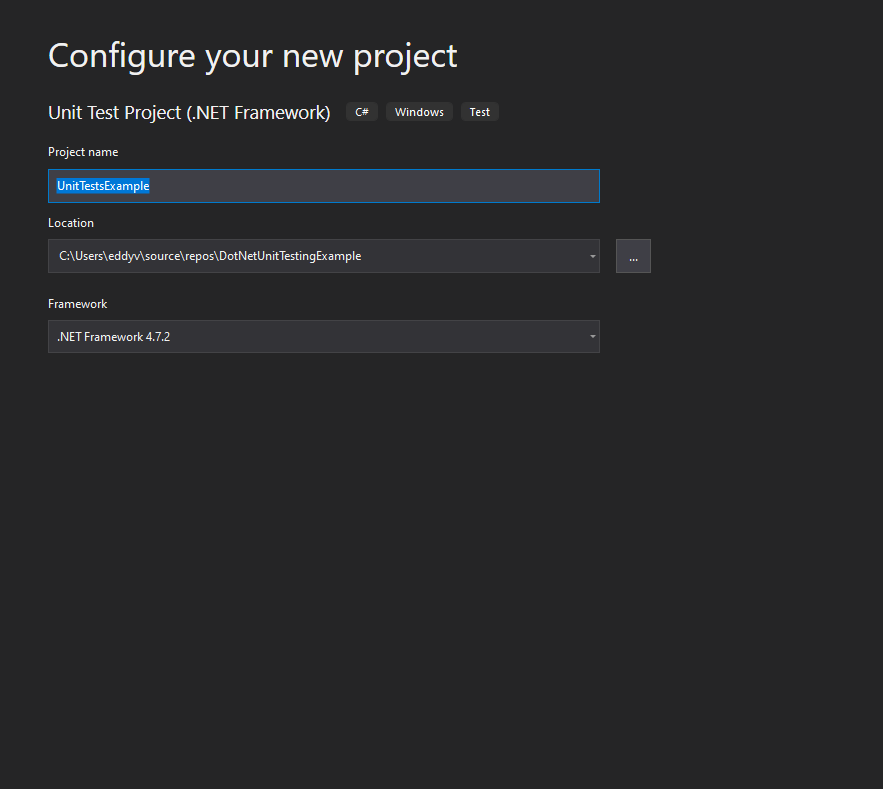 Configure your new project
Unit Test Project (.NET Framework) C# Windows Test
Project name
UnitTestsExample
Location
C:\Users\eddyv\source\repos\DotNetUnitTestingExample
...
Framework
.NET Framework 4.7.2